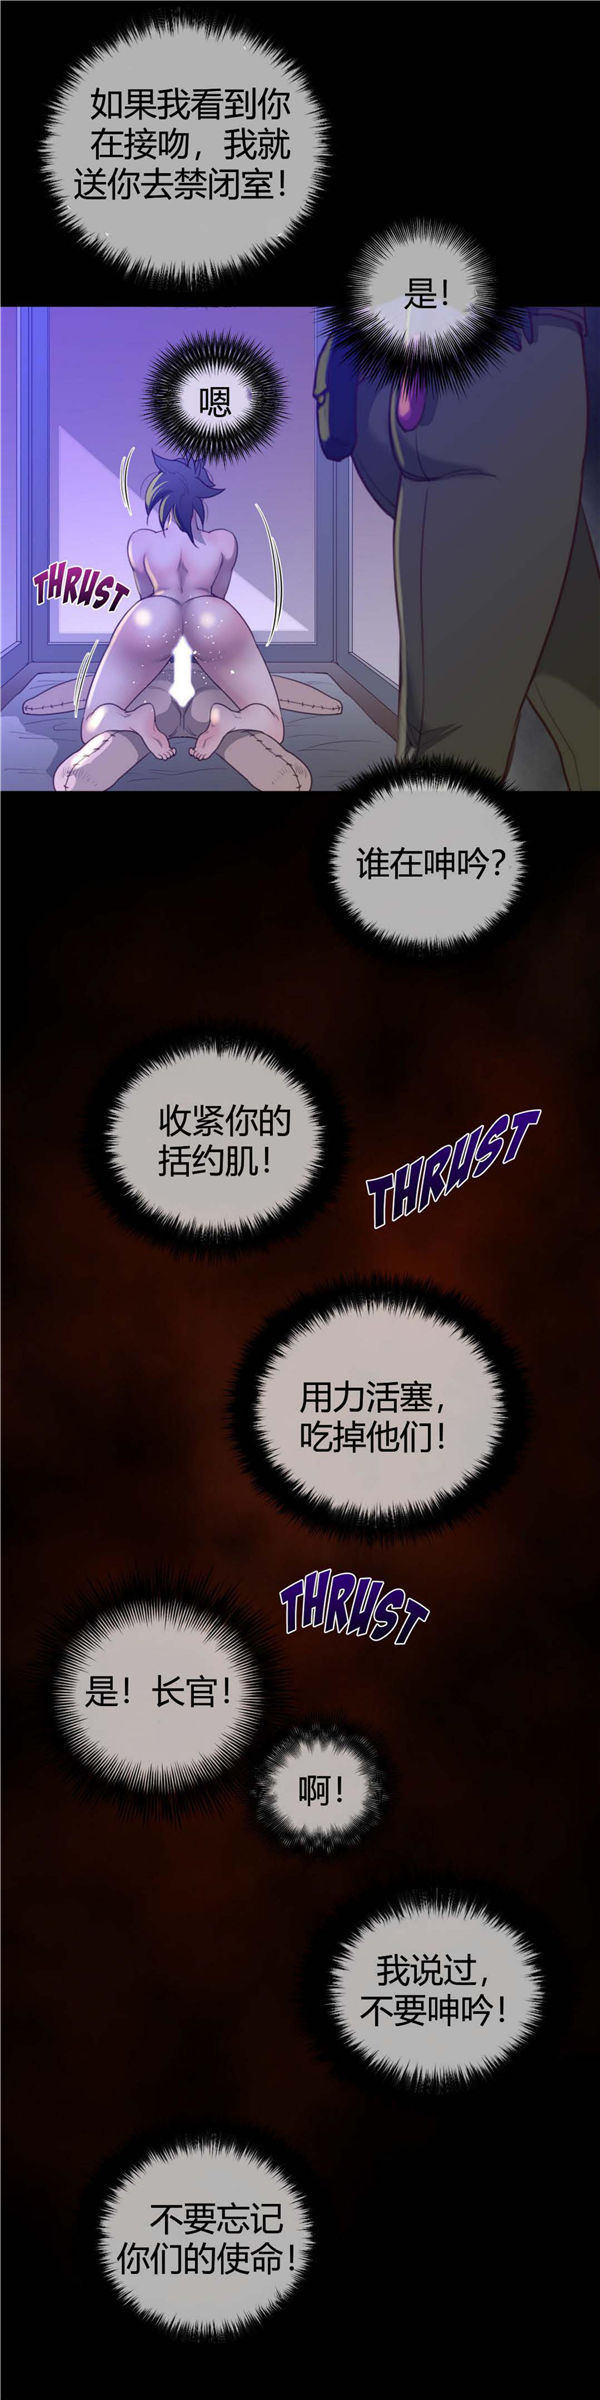 如果我看到你
在接吻，我就
送你去禁闭室！
是！
嗯
THRUST
谁在呻吟？
收紧你的
括约肌！
THRUST
用力活塞，
吃掉他们！
THRUST
是！长官！
啊！
我说过，
不要呻吟！
不要忘记
你们的使命！